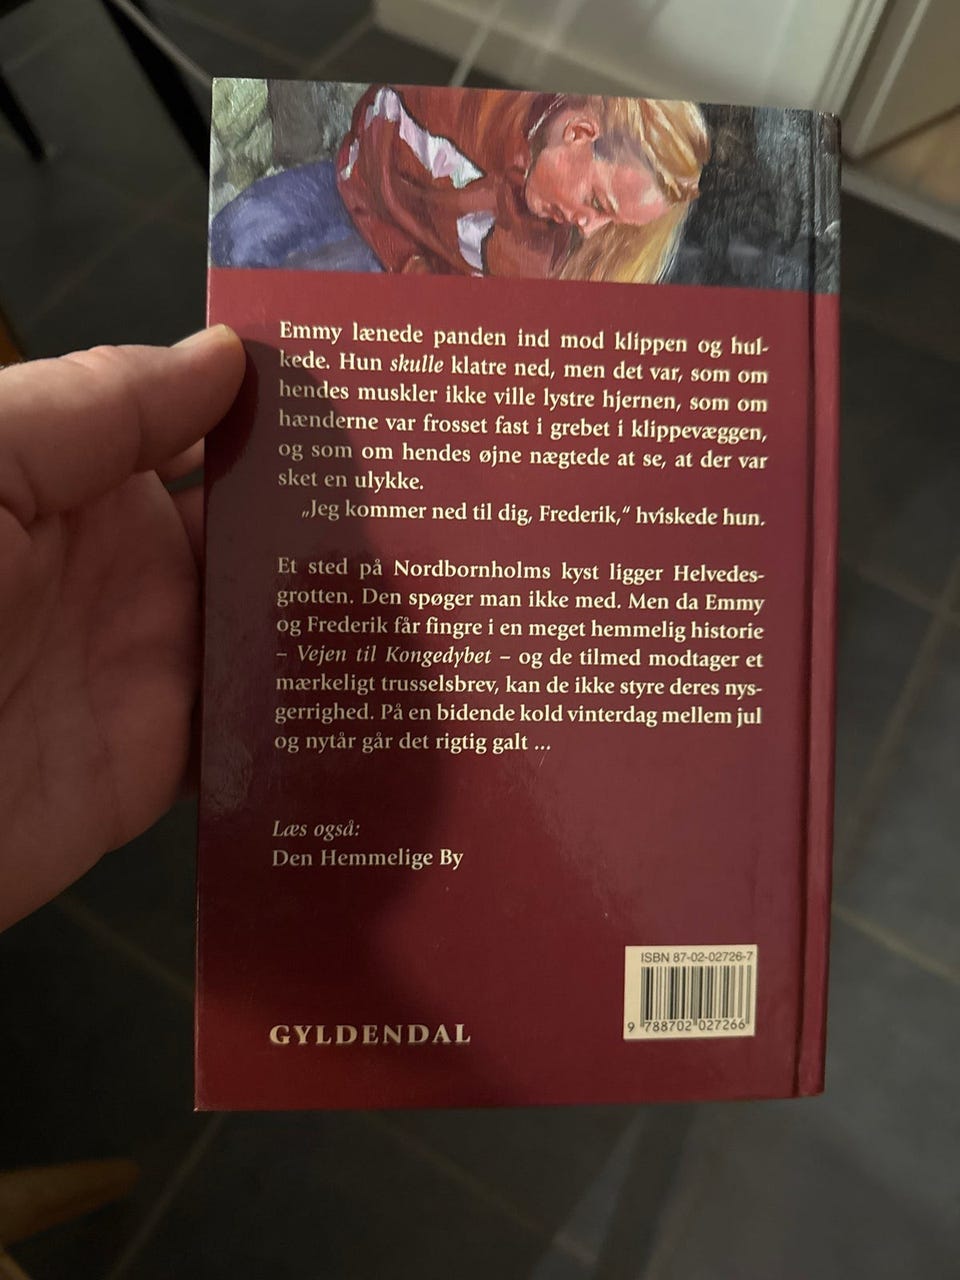 Emmy lænede panden ind mod klippen og hul-
kede. Hun skulle klatre ned, men det var, som om
hendes muskler ikke ville lystre hjernen, som om
hænderne var frosset fast i grebet i klippevæggen,
og som om hendes øjne nægtede at se, at der var
sket en ulykke.
„Jeg kommer ned til dig, Frederik,“ hviskede hun.
Et sted på Nordbornholms kyst ligger Helvedes-
grotten. Den spøger man ikke med. Men da Emmy
og Frederik får fingre i en meget hemmelig historie
– Vejen til Kongedybet – og de tilmed modtager et
mærkeligt trusselsbrev, kan de ikke styre deres nys-
gerrighed. På en bidende kold vinterdag mellem jul
og nytår går det rigtig galt ...
Læs også:
Den Hemmelige By
ISBN 87-02-02726-7
9 788702 027266
GYLDENDAL